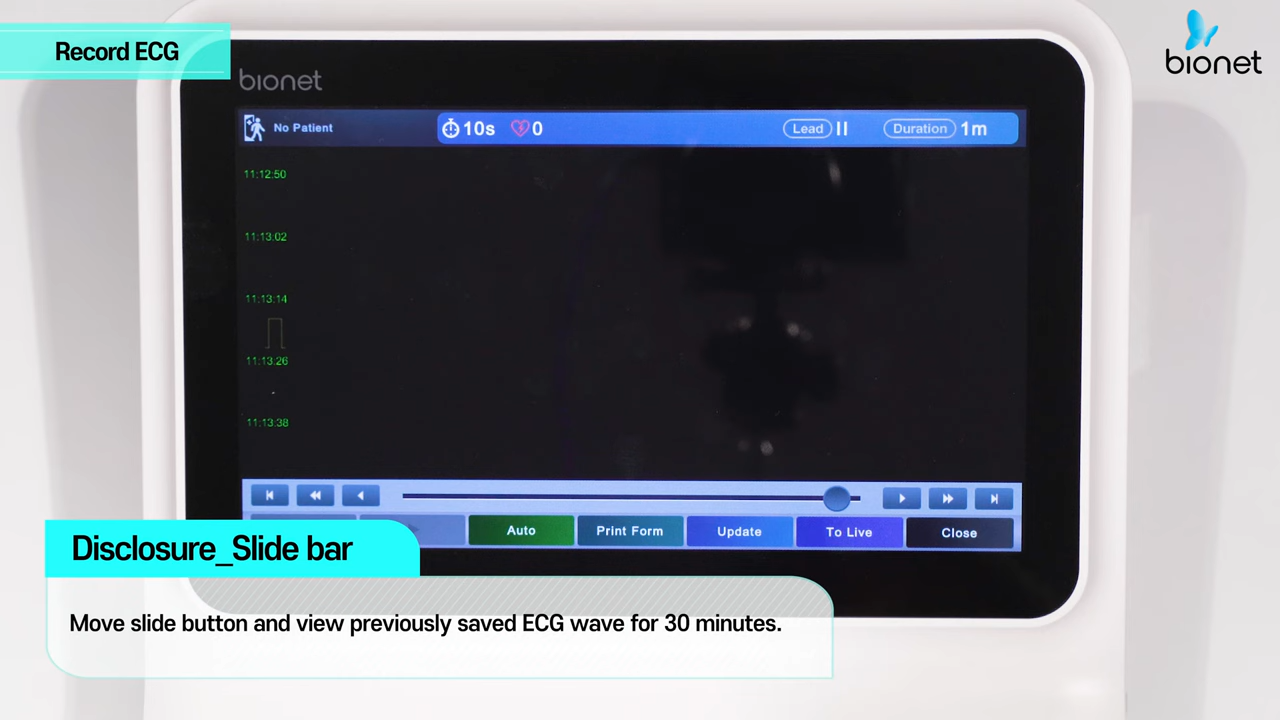 Record ECG
bionet
bionet
No Patient
10s
0
Lead II
Duration 1m
11:12:50
11:13:02
11:13:14
11:13:26
11:13:38
Auto
Print Form
Update
To Live
Close
Disclosure_Slide bar
Move slide button and view previously saved ECG wave for 30 minutes.